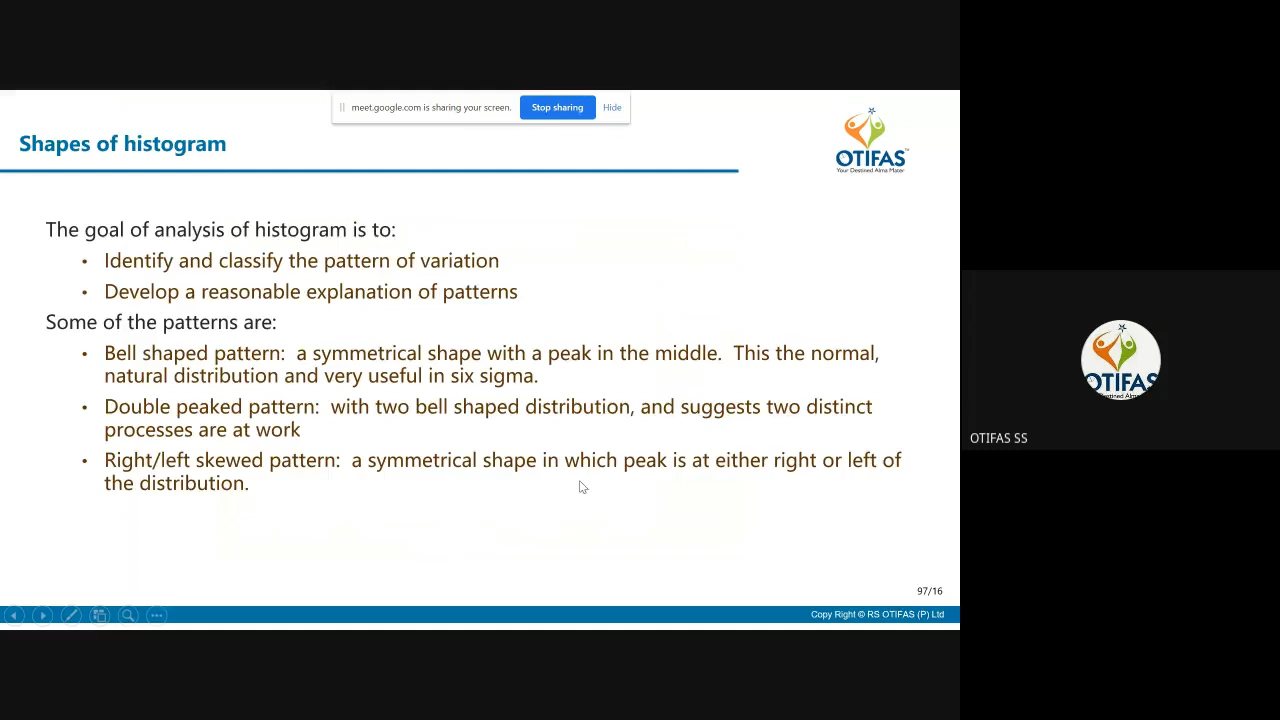 meet.google.com is sharing your screen. Stop sharing Hide
Shapes of histogram
OTIFAS
Your Destined Alma Mater
The goal of analysis of histogram is to:
• Identify and classify the pattern of variation
• Develop a reasonable explanation of patterns
Some of the patterns are:
• Bell shaped pattern: a symmetrical shape with a peak in the middle. This the normal,
natural distribution and very useful in six sigma.
• Double peaked pattern: with two bell shaped distribution, and suggests two distinct
processes are at work
• Right/left skewed pattern: a symmetrical shape in which peak is at either right or left of
the distribution.
97/16
Copy Right © RS OTIFAS (P) Ltd
OTIFAS
OTIFAS SS